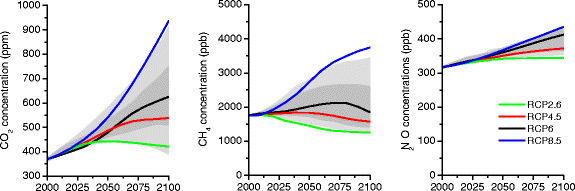 CO2 concentration (ppm)
1000
900
800
700
600
500
400
300
2000 2025 2050 2075 2100
CH4 concentration (ppb)
5000
4000
3000
2000
1000
0
2000 2025 2050 2075 2100
N2O concentrations (ppb)
500
400
300
200
100
0
2000 2025 2050 2075 2100
RCP2.6
RCP4.5
RCP6
RCP8.5